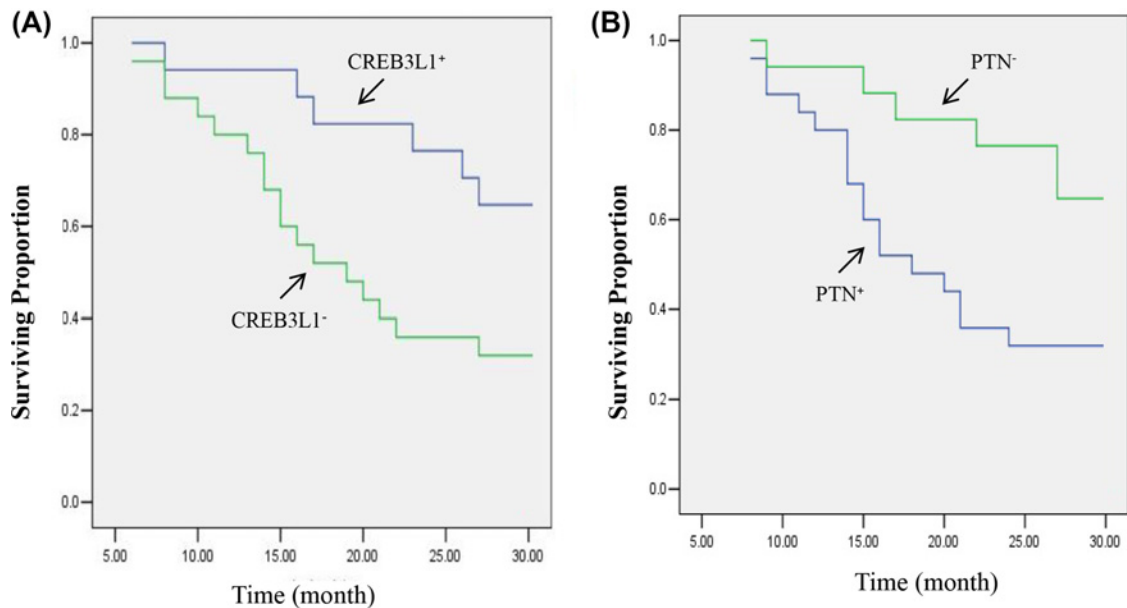 (A)
Surviving Proportion
1.0
0.8
0.6
0.4
0.2
0.0
CREB3L1⁺
CREB3L1⁻
5.00 10.00 15.00 20.00 25.00 30.00
Time (month)
(B)
Surviving Proportion
1.0
0.8
0.6
0.4
0.2
0.0
PTN⁻
PTN⁺
5.00 10.00 15.00 20.00 25.00 30.00
Time (month)